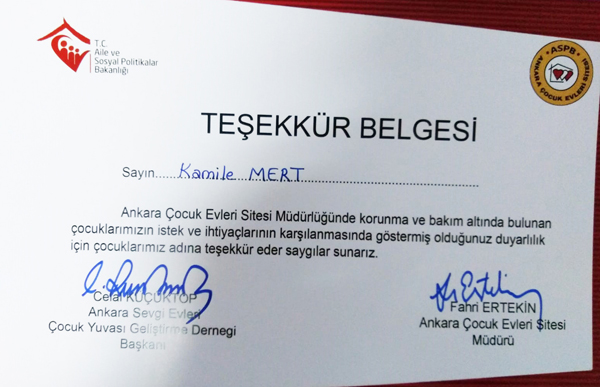 T.C.
Aile ve
Sosyal Politikalar
Bakanlığı
ASPB
ANKARA ÇOCUK EVLERİ SİTESİ
TEŞEKKÜR BELGESİ
Sayın.....Kamile MERT.....
Ankara Çocuk Evleri Sitesi Müdürlüğünde korunma ve bakım altında bulunan
çocuklarımızın istek ve ihtiyaçlarının karşılanmasında göstermiş olduğunuz duyarlılık
için çocuklarımız adına teşekkür eder saygılar sunarız.
Celal KÜÇÜKTOP
Ankara Sevgi Evleri
Çocuk Yuvası Geliştirme Derneği
Başkanı
Fahri ERTEKİN
Ankara Çocuk Evleri Sitesi
Müdürü